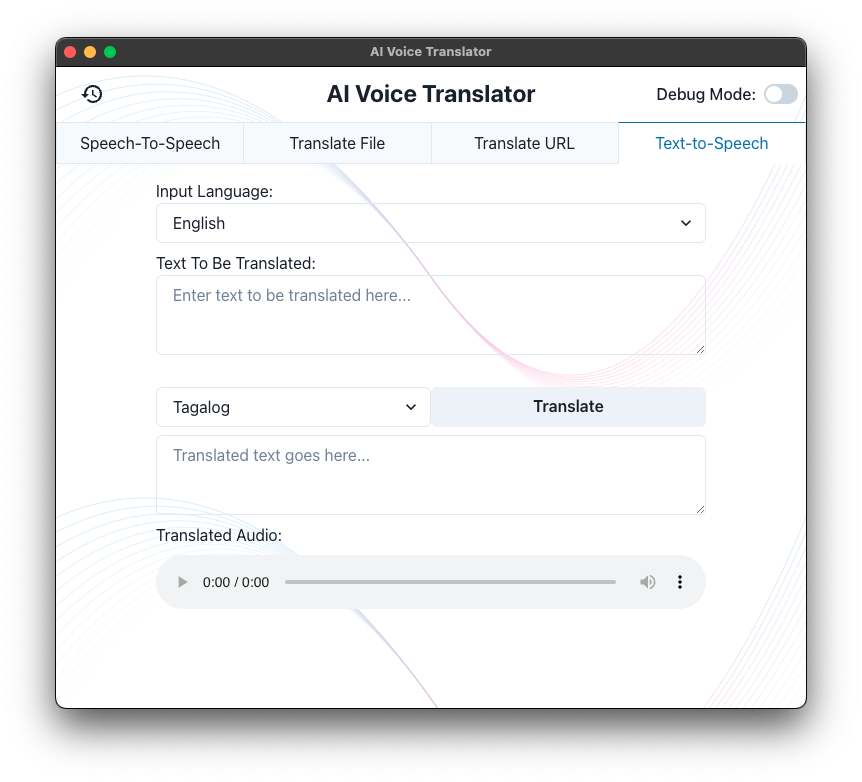 AI Voice Translator
AI Voice Translator
Debug Mode:
Speech-To-Speech
Translate File
Translate URL
Text-to-Speech
Input Language:
English
Text To Be Translated:
Enter text to be translated here...
Tagalog
Translate
Translated text goes here...
Translated Audio:
0:00 / 0:00